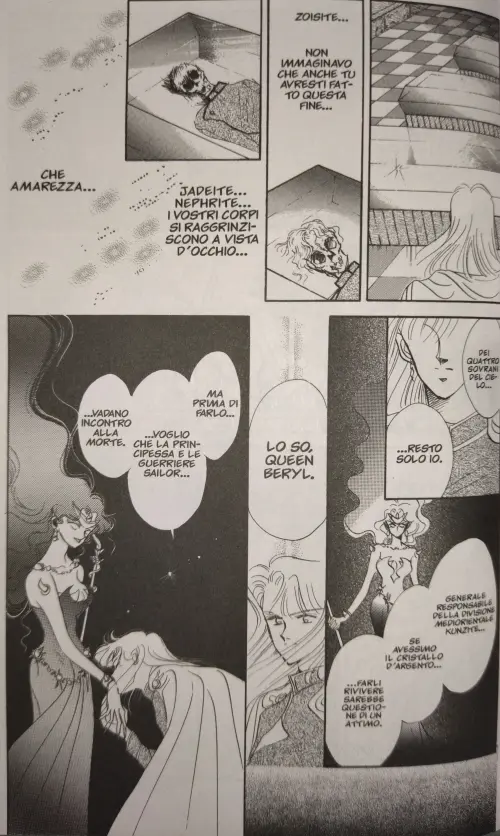 ZOISITE...
NON
IMMAGINAVO
CHE ANCHE TU
AVRESTI FAT-
TO QUESTA
FINE...
JADEITE...
NEPHRITE...
I VOSTRI CORPI
SI RAGGRINZI-
SCONO A VISTA
D'OCCHIO...
CHE
AMAREZZA...
DEI
QUATTRO
SOVRANI
DEL CIE-
LO...
...RESTO
SOLO IO.
GENERALE
RESPONSABILE
DELLA DIVISIONE
MEDIORIENTALE
KUNZITE...
SE
AVESSIMO
IL CRISTALLO
D'ARGENTO...
...FARLI
RIVIVERE
SAREBBE
QUESTIO-
NE DI UN
ATTIMO.
LO SO,
QUEEN
BERYL.
MA
PRIMA DI
FARLO...
...VOGLIO
CHE LA PRIN-
CIPESSA E LE
GUERRIERE
SAILOR...
...VADANO
INCONTRO
ALLA
MORTE.